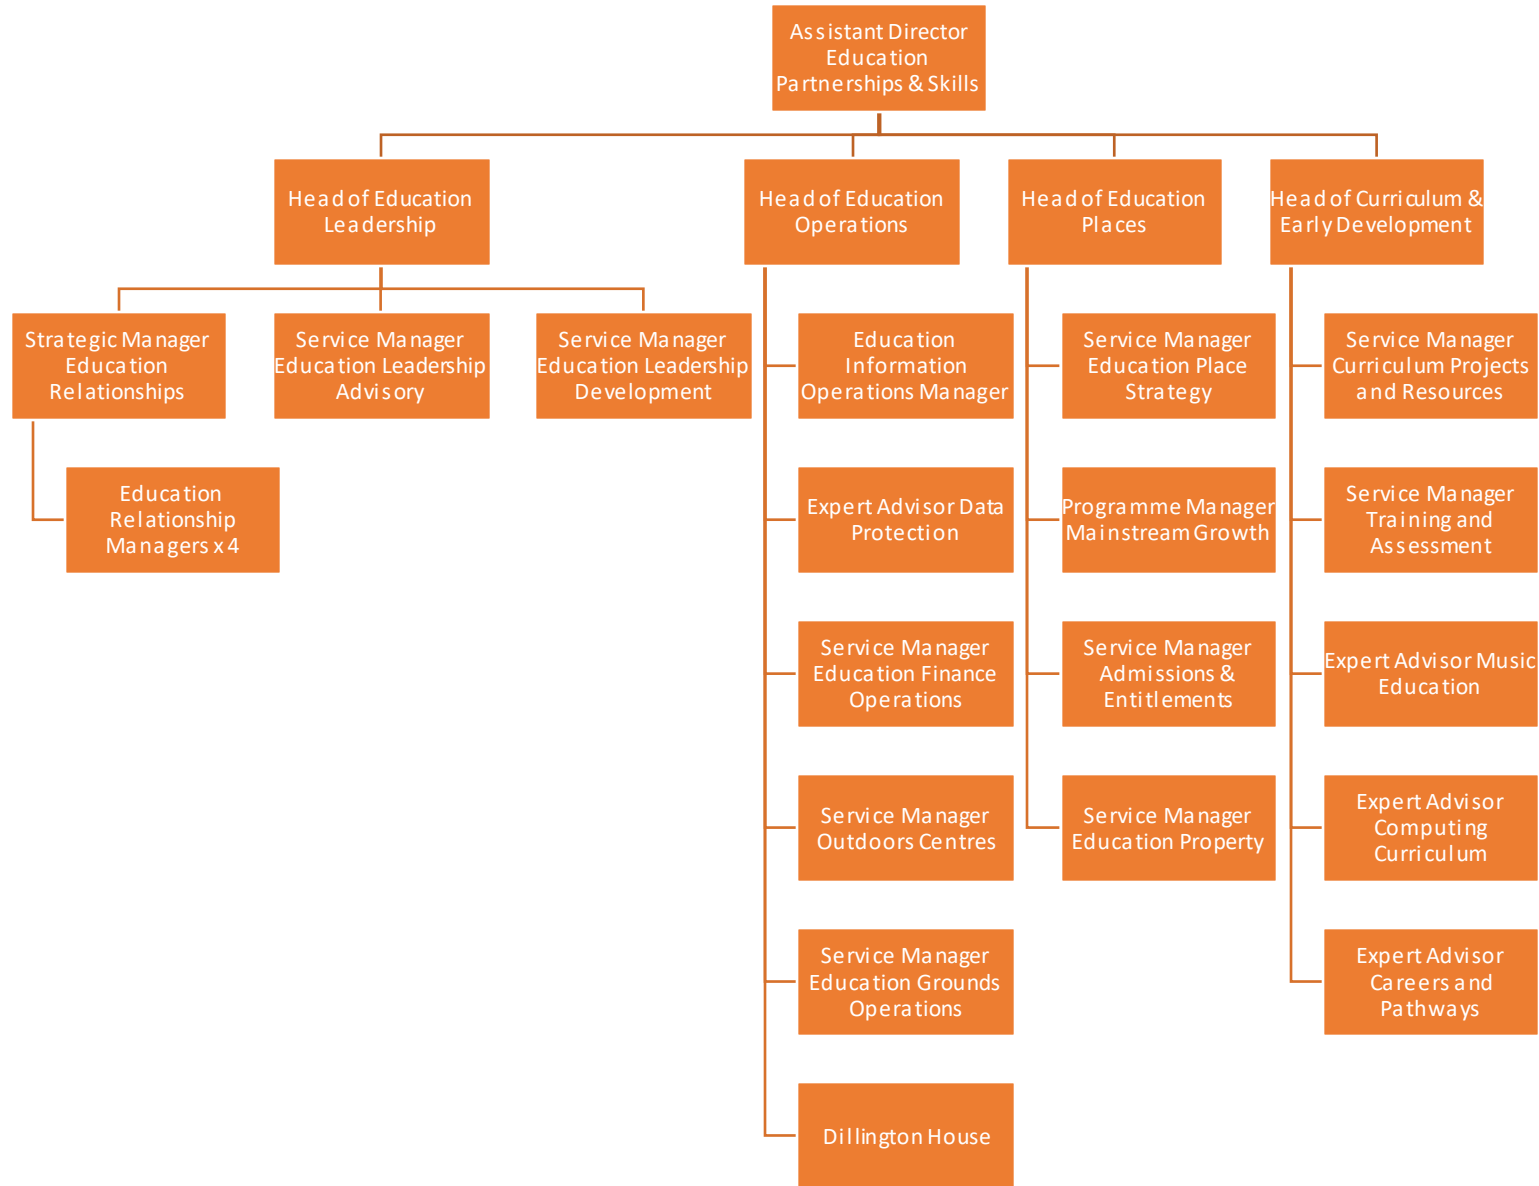 Assistant Director
Education
Partnerships & Skills
Head of Education
Leadership
Head of Education
Operations
Head of Education
Places
Head of Curriculum &
Early Development
Strategic Manager
Education
Relationships
Service Manager
Education Leadership
Advisory
Service Manager
Education Leadership
Development
Education
Information
Operations Manager
Service Manager
Education Place
Strategy
Service Manager
Curriculum Projects
and Resources
Education
Relationship
Managers x 4
Expert Advisor Data
Protection
Programme Manager
Mainstream Growth
Service Manager
Training and
Assessment
Service Manager
Education Finance
Operations
Service Manager
Admissions &
Entitlements
Expert Advisor Music
Education
Service Manager
Outdoors Centres
Service Manager
Education Property
Expert Advisor
Computing
Curriculum
Service Manager
Education Grounds
Operations
Expert Advisor
Careers and
Pathways
Dillington House